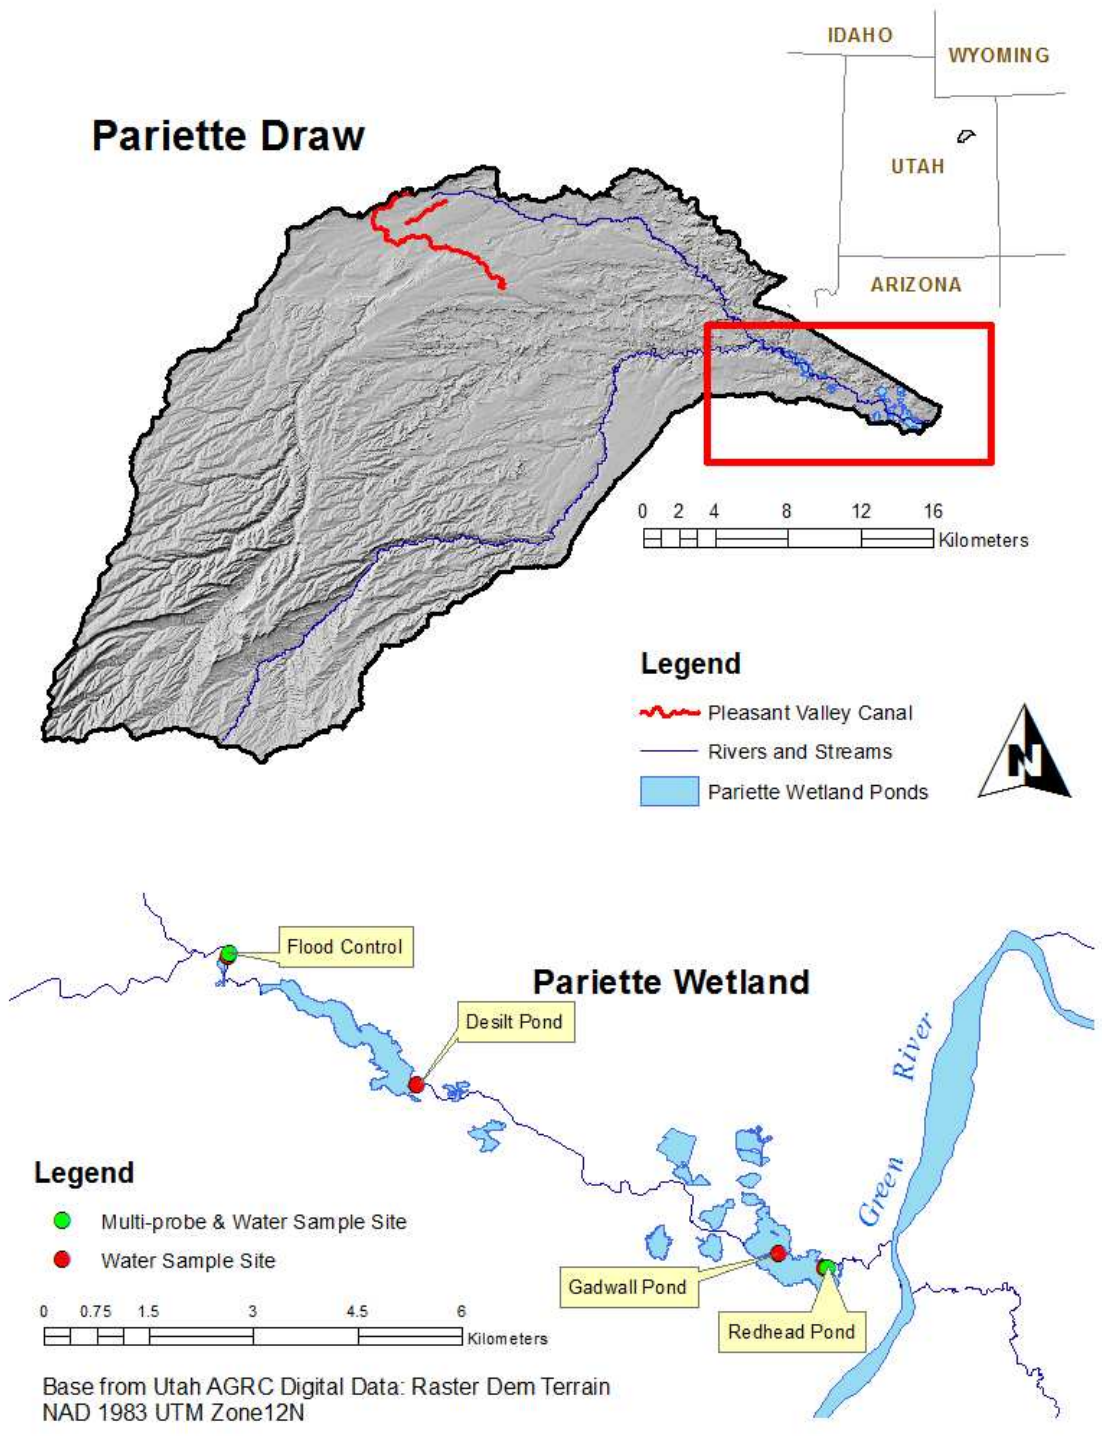 IDAHO
WYOMING
Pariette Draw
UTAH
ARIZONA
0 2 4 8 12 16
Kilometers
Legend
Pleasant Valley Canal
Rivers and Streams
Pariette Wetland Ponds
N
Flood Control
Pariette Wetland
Desilt Pond
Green River
Legend
Multi-probe & Water Sample Site
Water Sample Site
Gadwall Pond
Redhead Pond
0 0.75 1.5 3 4.5 6
Kilometers
Base from Utah AGRC Digital Data: Raster Dem Terrain
NAD 1983 UTM Zone12N